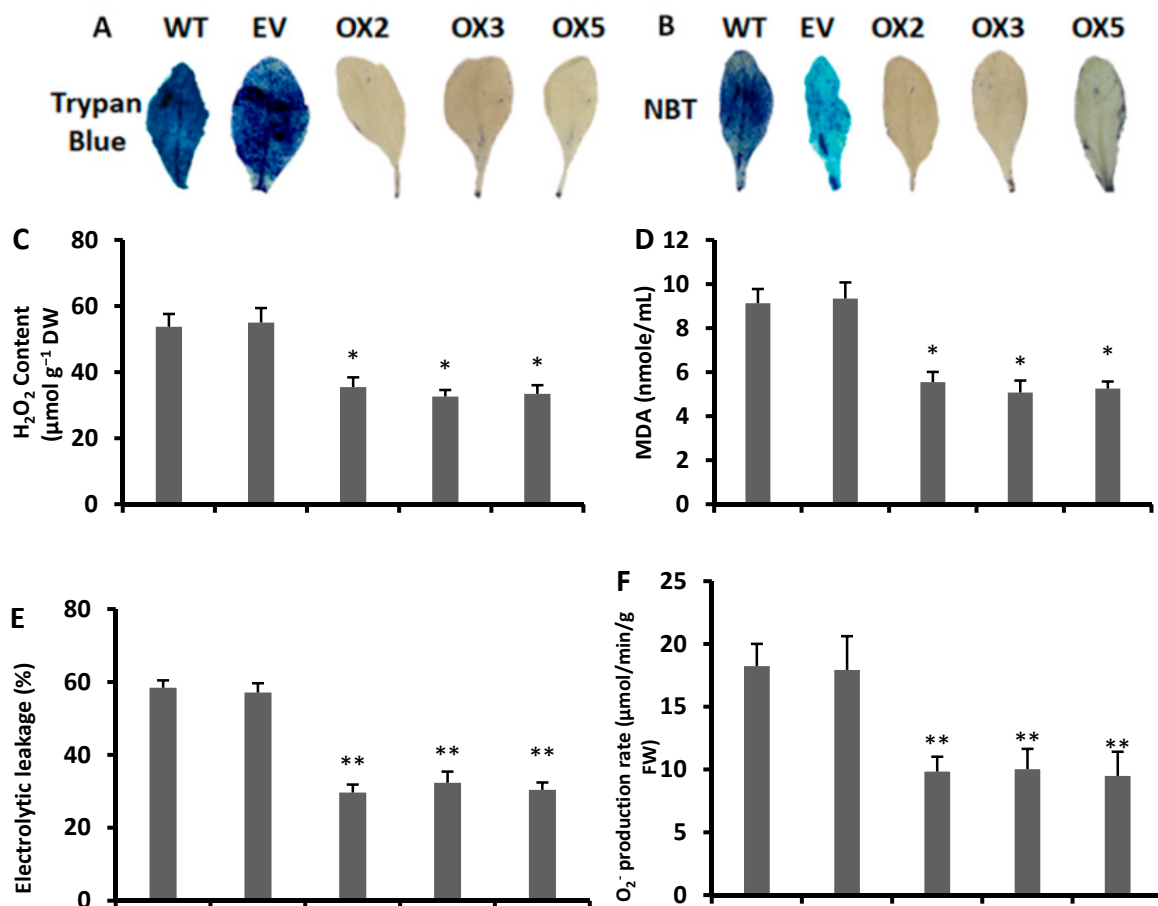 A WT EV OX2 OX3 OX5
Trypan
Blue
B WT EV OX2 OX3 OX5
NBT
C
H₂O₂ Content
(μmol g⁻¹ DW
80
60
40
20
0
* * *
D
MDA (nmole/mL)
12
10
8
6
4
2
0
* * *
E
Electrolytic leakage (%)
80
60
40
20
0
** ** **
F
O₂⁻ production rate (μmol/min/g
FW)
25
20
15
10
5
0
** ** **